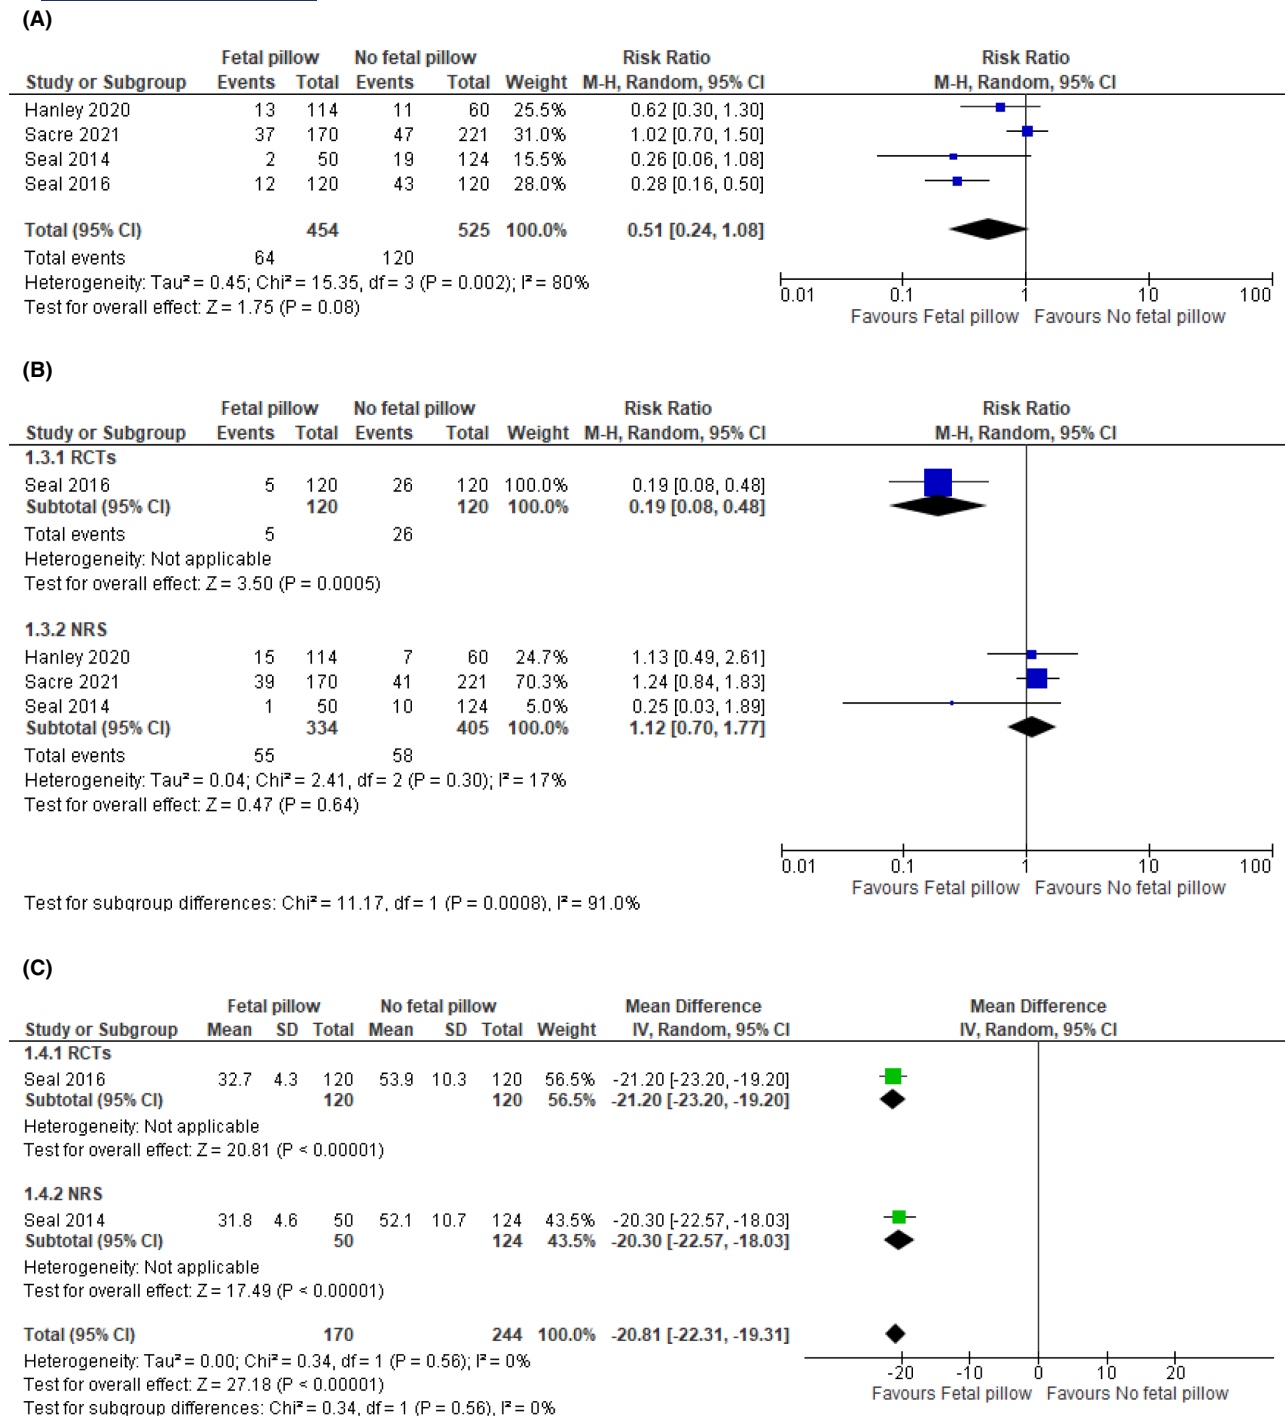 (A)
Fetal pillow No fetal pillow Risk Ratio Risk Ratio
Study or Subgroup Events Total Events Total Weight M-H, Random, 95% CI M-H, Random, 95% CI
Hanley 2020 13 114 11 60 25.5% 0.62 [0.30, 1.30]
Sacre 2021 37 170 47 221 31.0% 1.02 [0.70, 1.50]
Seal 2014 2 50 19 124 15.5% 0.26 [0.06, 1.08]
Seal 2016 12 120 43 120 28.0% 0.28 [0.16, 0.50]
Total (95% CI) 454 525 100.0% 0.51 [0.24, 1.08]
Total events 64 120
Heterogeneity: Tau² = 0.45; Chi² = 15.35, df = 3 (P = 0.002); I² = 80%
Test for overall effect: Z = 1.75 (P = 0.08)
0.01 0.1 1 10 100
Favours Fetal pillow Favours No fetal pillow
(B)
Fetal pillow No fetal pillow Risk Ratio Risk Ratio
Study or Subgroup Events Total Events Total Weight M-H, Random, 95% CI M-H, Random, 95% CI
1.3.1 RCTs
Seal 2016 5 120 26 120 100.0% 0.19 [0.08, 0.48]
Subtotal (95% CI) 120 120 100.0% 0.19 [0.08, 0.48]
Total events 5 26
Heterogeneity: Not applicable
Test for overall effect: Z = 3.50 (P = 0.0005)
1.3.2 NRS
Hanley 2020 15 114 7 60 24.7% 1.13 [0.49, 2.61]
Sacre 2021 39 170 41 221 70.3% 1.24 [0.84, 1.83]
Seal 2014 1 50 10 124 5.0% 0.25 [0.03, 1.89]
Subtotal (95% CI) 334 405 100.0% 1.12 [0.70, 1.77]
Total events 55 58
Heterogeneity: Tau² = 0.04; Chi² = 2.41, df = 2 (P = 0.30); I² = 17%
Test for overall effect: Z = 0.47 (P = 0.64)
0.01 0.1 1 10 100
Favours Fetal pillow Favours No fetal pillow
Test for subgroup differences: Chi² = 11.17, df = 1 (P = 0.0008), I² = 91.0%
(C)
Fetal pillow No fetal pillow Mean Difference Mean Difference
Study or Subgroup Mean SD Total Mean SD Total Weight IV, Random, 95% CI IV, Random, 95% CI
1.4.1 RCTs
Seal 2016 32.7 4.3 120 53.9 10.3 120 56.5% -21.20 [-23.20, -19.20]
Subtotal (95% CI) 120 120 56.5% -21.20 [-23.20, -19.20]
Heterogeneity: Not applicable
Test for overall effect: Z = 20.81 (P < 0.00001)
1.4.2 NRS
Seal 2014 31.8 4.6 50 52.1 10.7 124 43.5% -20.30 [-22.57, -18.03]
Subtotal (95% CI) 50 124 43.5% -20.30 [-22.57, -18.03]
Heterogeneity: Not applicable
Test for overall effect: Z = 17.49 (P < 0.00001)
Total (95% CI) 170 244 100.0% -20.81 [-22.31, -19.31]
Heterogeneity: Tau² = 0.00; Chi² = 0.34, df = 1 (P = 0.56); I² = 0%
Test for overall effect: Z = 27.18 (P < 0.00001)
Test for subgroup differences: Chi² = 0.34, df = 1 (P = 0.56), I² = 0%
-20 -10 0 10 20
Favours Fetal pillow Favours No fetal pillow